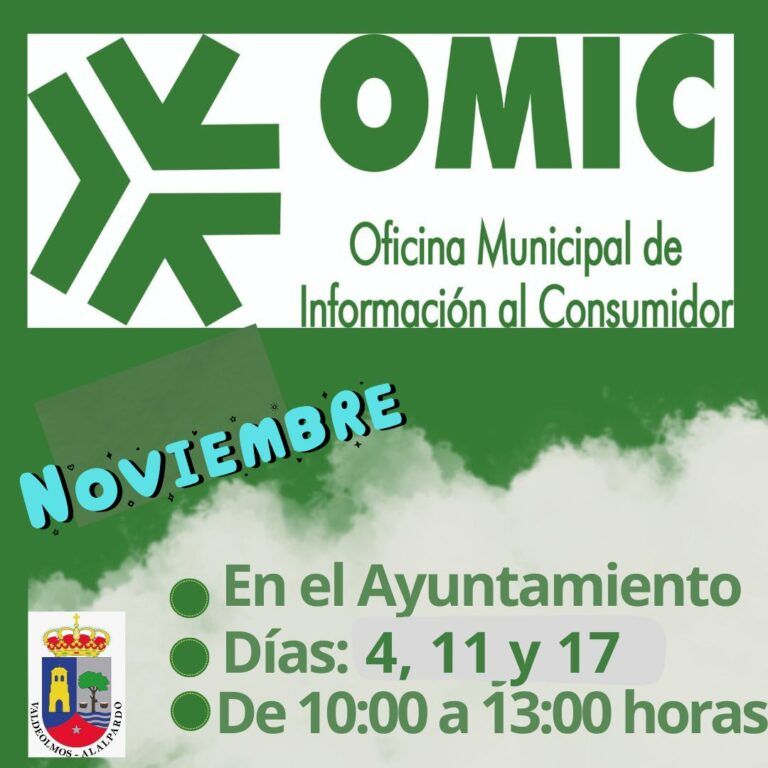 OMIC
Oficina Municipal de
Información al Consumidor
NOVIEMBRE
En el Ayuntamiento
Días: 4, 11 y 17
De 10:00 a 13:00 horas
VALDEOLMOS - ALALPARDO